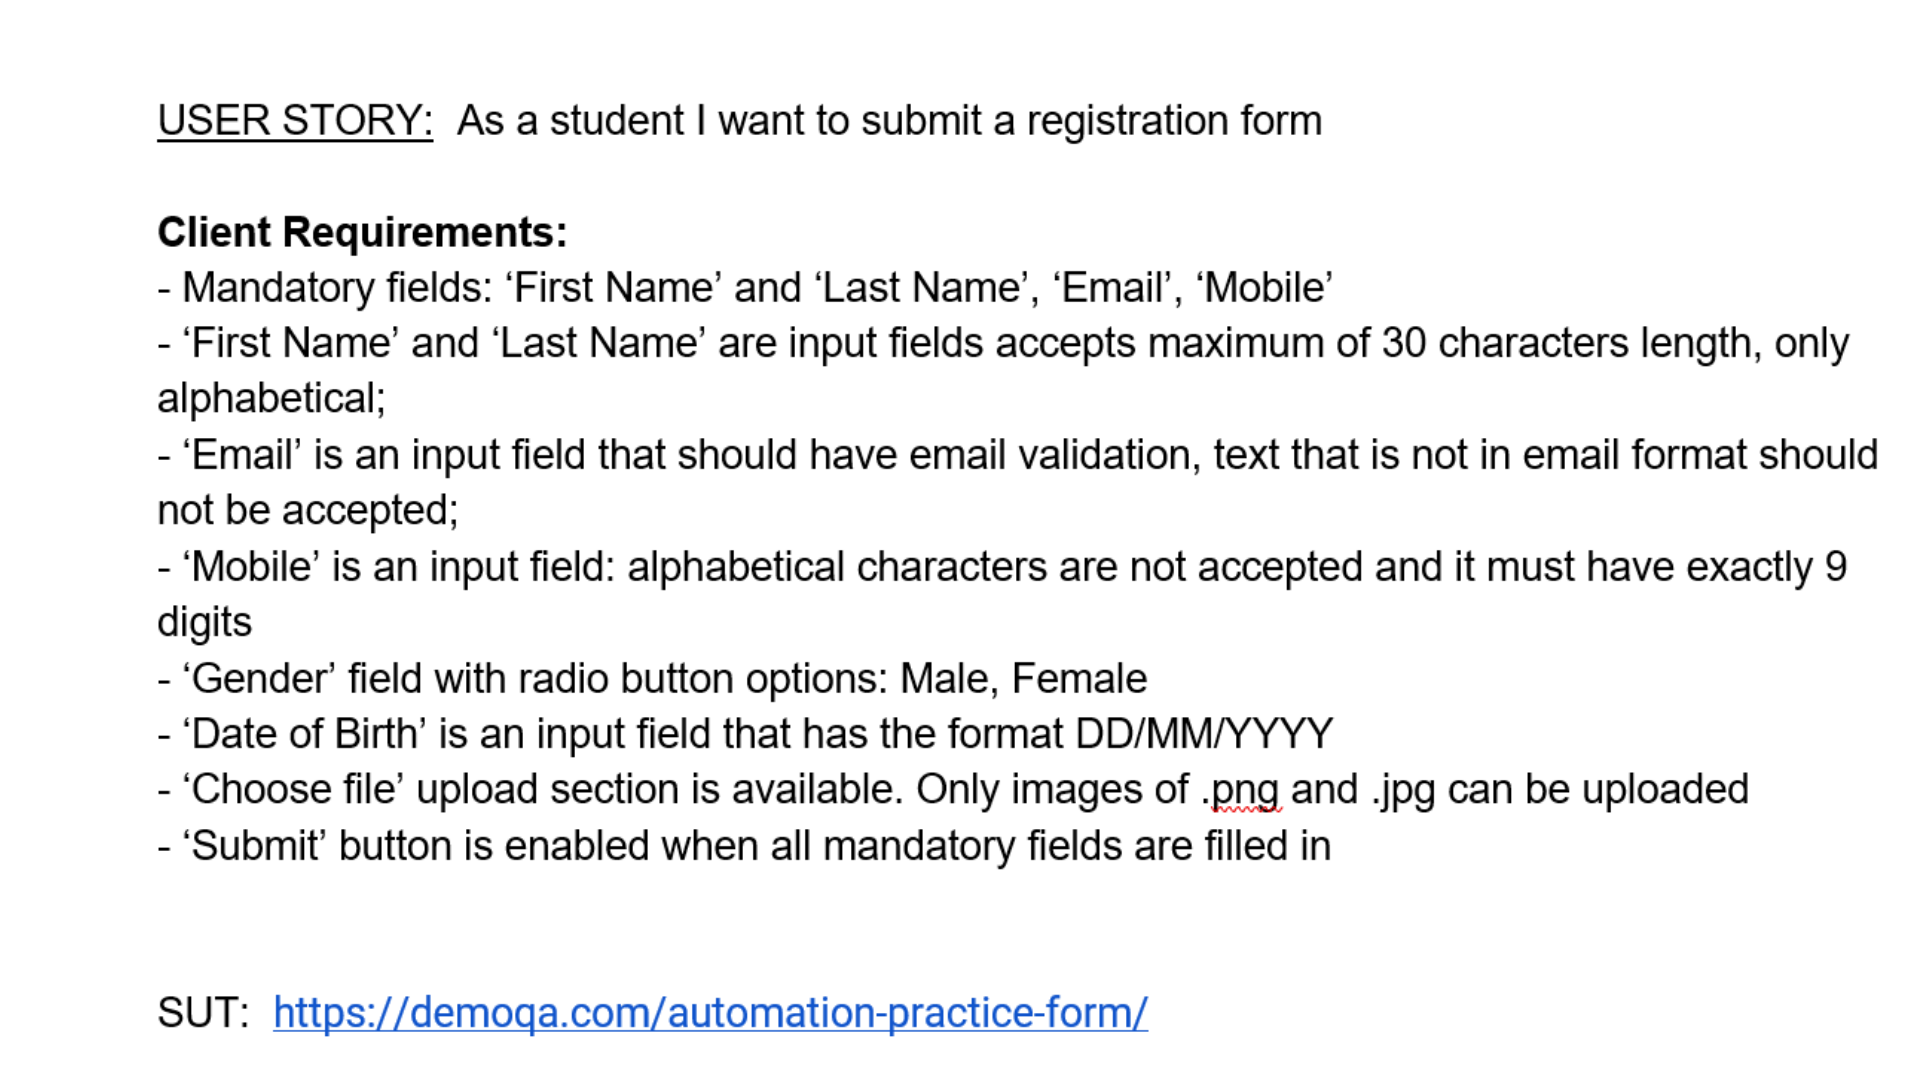 USER STORY:  As a student I want to submit a registration form
Client Requirements:
- Mandatory fields: ‘First Name’ and ‘Last Name’, ‘Email’, ‘Mobile’
- ‘First Name’ and ‘Last Name’ are input fields accepts maximum of 30 characters length, only
alphabetical;
- ‘Email’ is an input field that should have email validation, text that is not in email format should
not be accepted;
- ‘Mobile’ is an input field: alphabetical characters are not accepted and it must have exactly 9
digits
- ‘Gender’ field with radio button options: Male, Female
- ‘Date of Birth’ is an input field that has the format DD/MM/YYYY
- ‘Choose file’ upload section is available. Only images of .png and .jpg can be uploaded
- ‘Submit’ button is enabled when all mandatory fields are filled in
SUT:  https://demoqa.com/automation-practice-form/